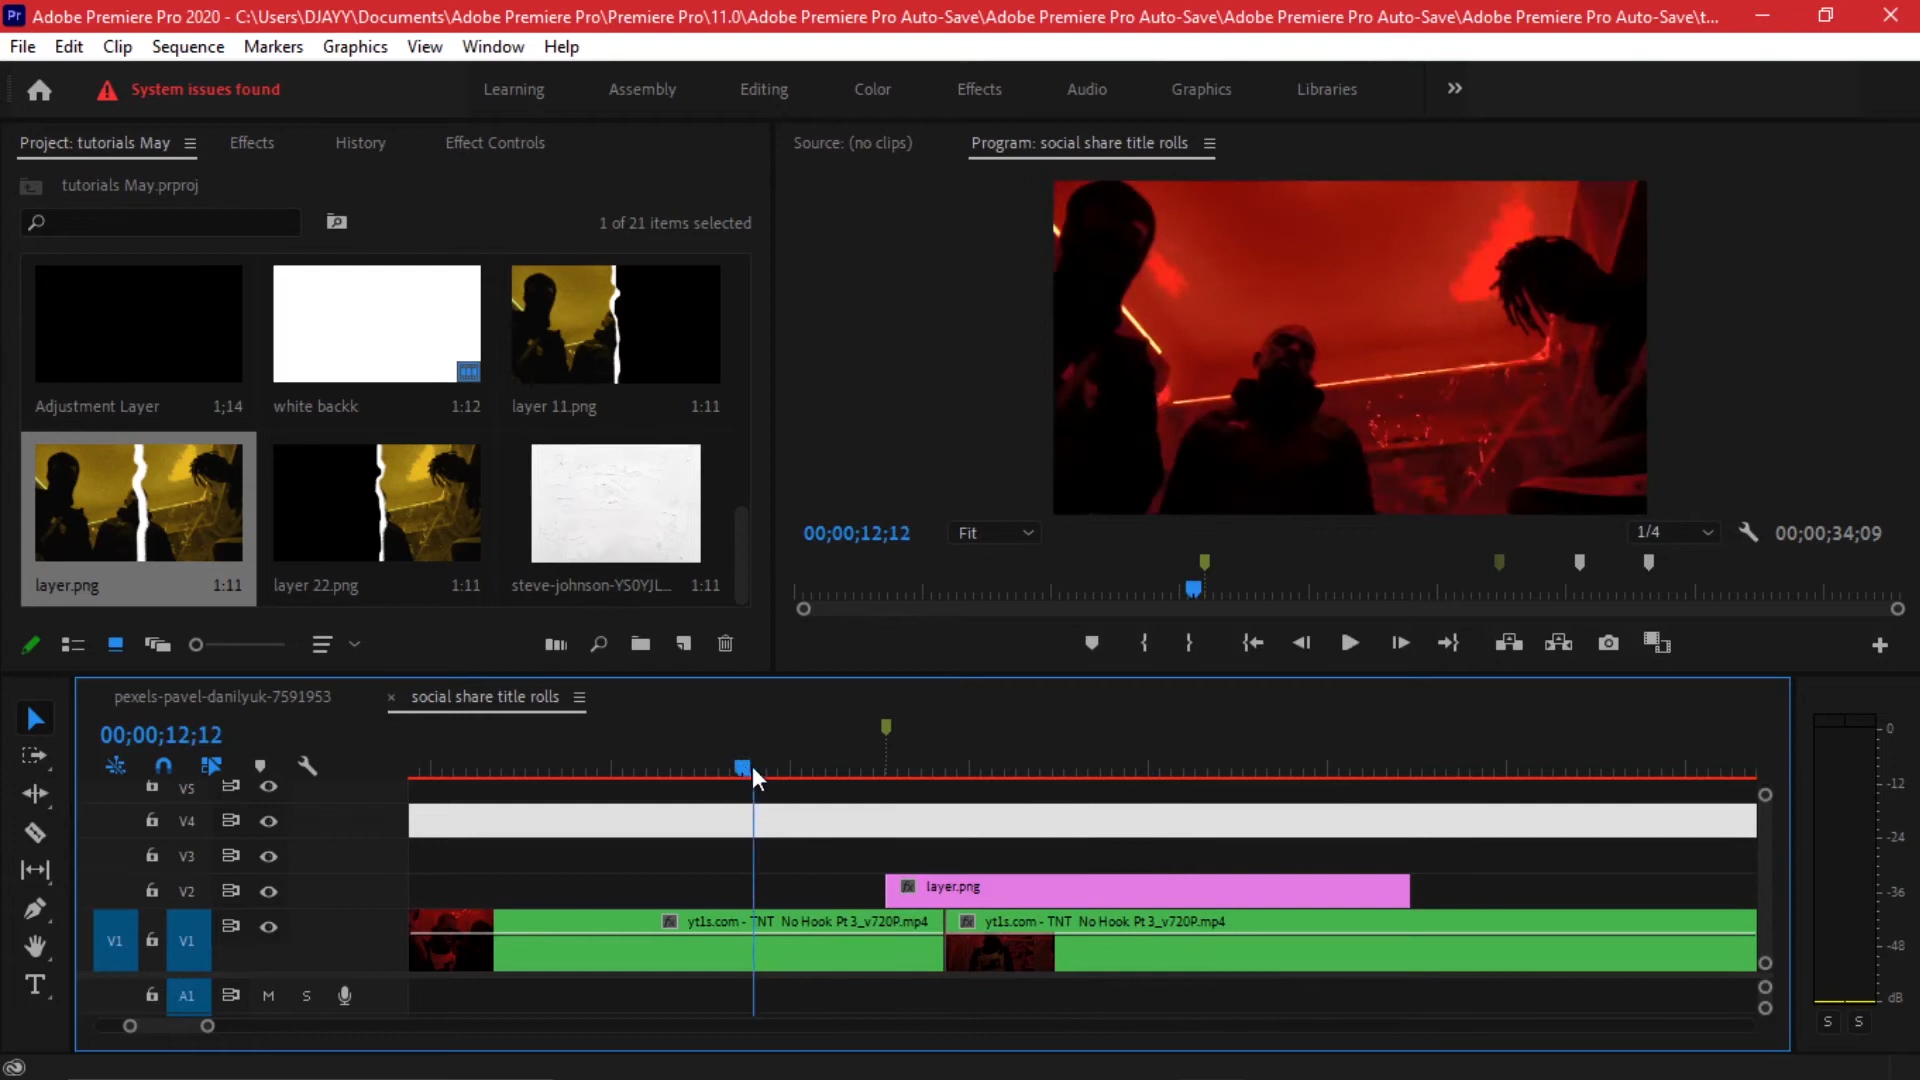 Pr Adobe Premiere Pro 2020 - C:\Users\DJAYY\Documents\Adobe Premiere Pro\Premiere Pro\11.0\Adobe Premiere Pro Auto-Save\Adobe Premiere Pro Auto-Save\Adobe Premiere Pro Auto-Save\Adobe Premiere Pro Auto-Save\t...
File Edit Clip Sequence Markers Graphics View Window Help
System issues found Learning Assembly Editing Color Effects Audio Graphics Libraries
Project: tutorials May Effects History Effect Controls
Source: (no clips) Program: social share title rolls
tutorials May.prproj
1 of 21 items selected
Adjustment Layer 1;14 white backk 1:12 layer 11.png 1:11
layer.png 1:11 layer 22.png 1:11 steve-johnson-YS0YJL... 1:11
00;00;12;12 Fit 1/4 00;00;34;09
pexels-pavel-danilyuk-7591953 × social share title rolls
00;00;12;12
V5
V4
V3
V2 fx layer.png
V1 V1 fx yt1s.com - TNT No Hook Pt 3_v720P.mp4 fx yt1s.com - TNT No Hook Pt 3_v720P.mp4
A1 M S
0
-12
-24
-36
-48
dB
S S
T